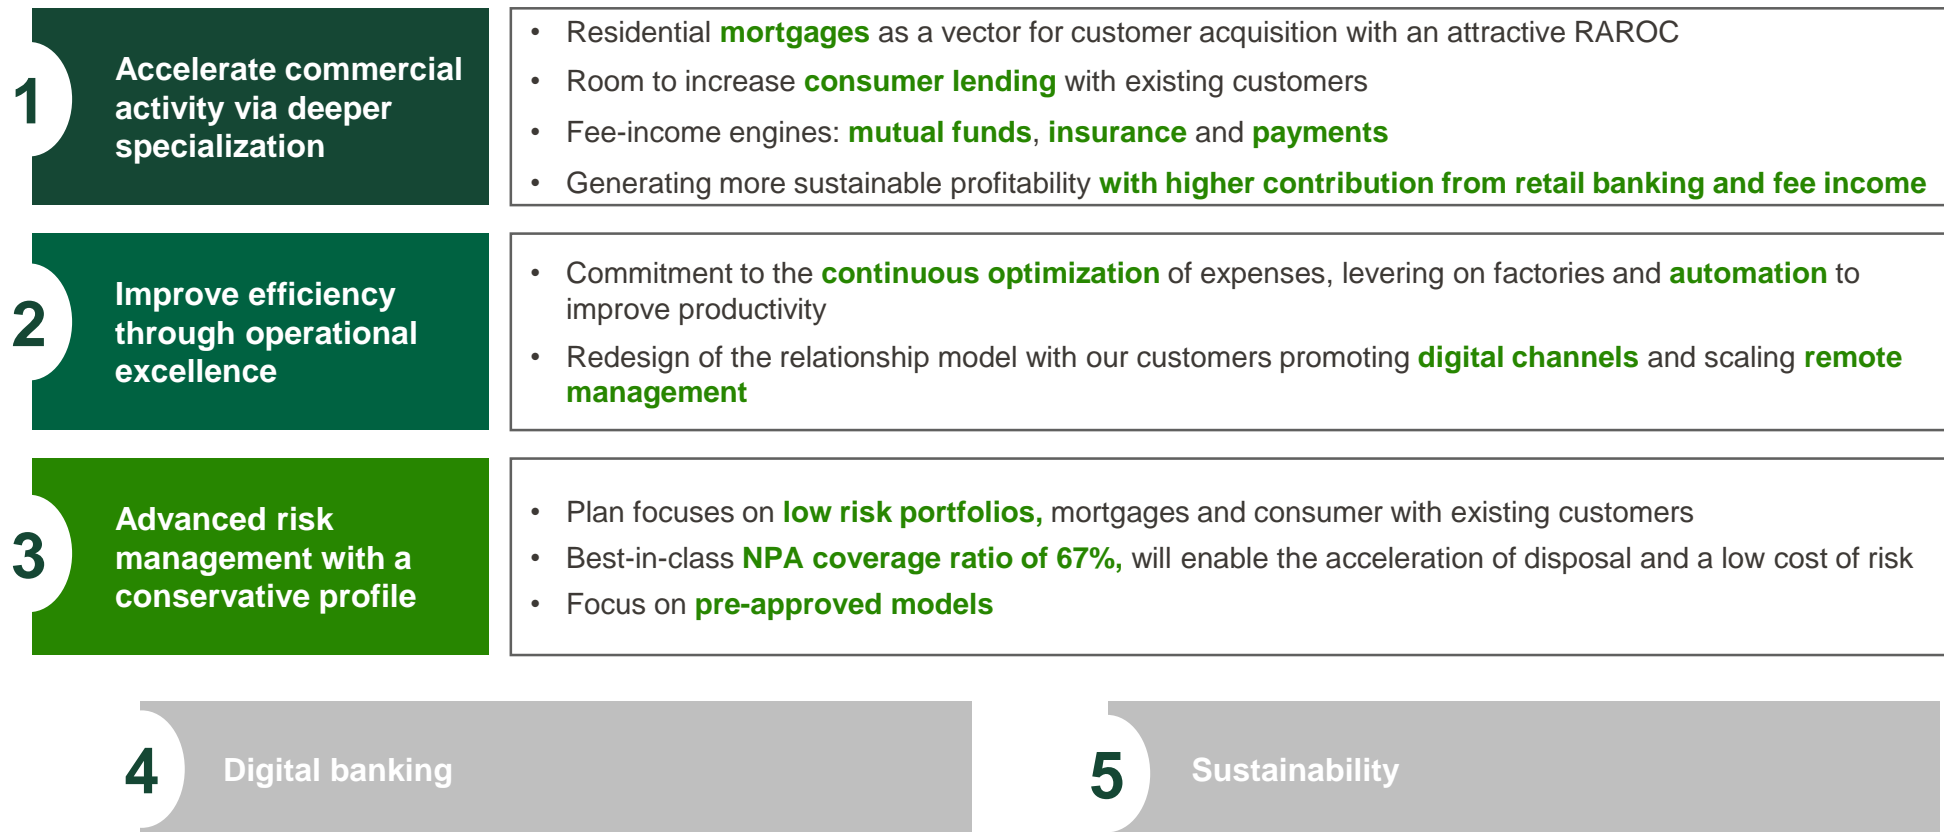 1
Accelerate commercial
activity via deeper
specialization
• Residential mortgages as a vector for customer acquisition with an attractive RAROC
• Room to increase consumer lending with existing customers
• Fee-income engines: mutual funds, insurance and payments
• Generating more sustainable profitability with higher contribution from retail banking and fee income
2
Improve efficiency
through operational
excellence
• Commitment to the continuous optimization of expenses, levering on factories and automation to
improve productivity
• Redesign of the relationship model with our customers promoting digital channels and scaling remote
management
3
Advanced risk
management with a
conservative profile
• Plan focuses on low risk portfolios, mortgages and consumer with existing customers
• Best-in-class NPA coverage ratio of 67%, will enable the acceleration of disposal and a low cost of risk
• Focus on pre-approved models
4
Digital banking
5
Sustainability